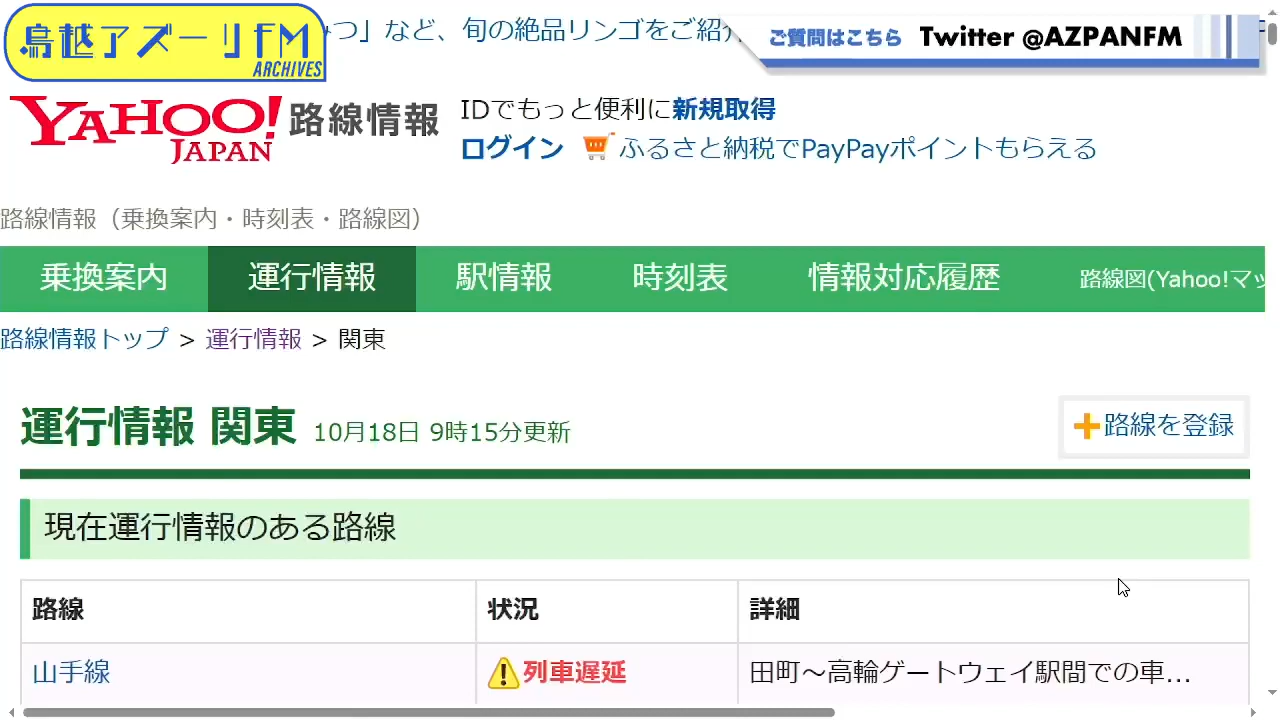 鳥越アズーリFM
ARCHIVES
みつ」など、旬の絶品リンゴをご紹介
ご質問はこちら Twitter @AZPANFM
YAHOO! JAPAN 路線情報
IDでもっと便利に新規取得
ログイン ふるさと納税でPayPayポイントもらえる
路線情報（乗換案内・時刻表・路線図）
乗換案内 運行情報 駅情報 時刻表 情報対応履歴 路線図(Yahoo!マッ
路線情報トップ > 運行情報 > 関東
運行情報 関東 10月18日 9時15分更新
+路線を登録
現在運行情報のある路線
路線 状況 詳細
山手線 列車遅延 田町～高輪ゲートウェイ駅間での車...